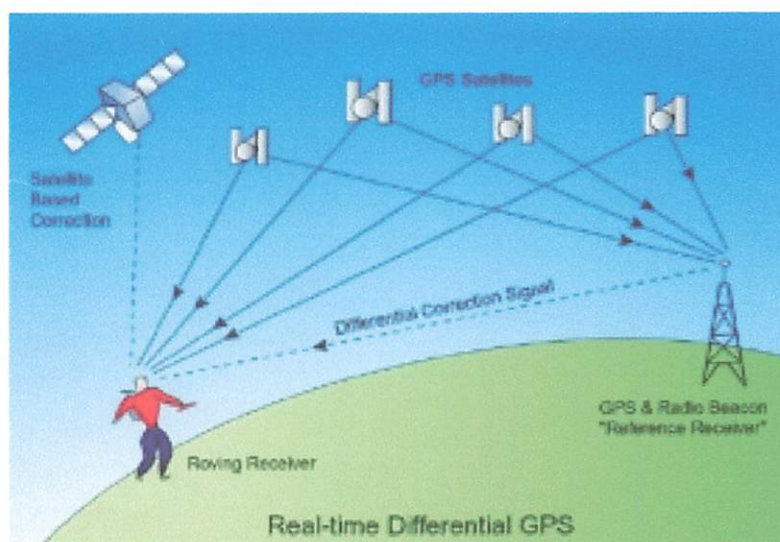 GPS Satellites
Satellite
Based
Correction
Differential Correction Signal
GPS & Radio Beacon
"Reference Receiver"
Roving Receiver
Real-time Differential GPS